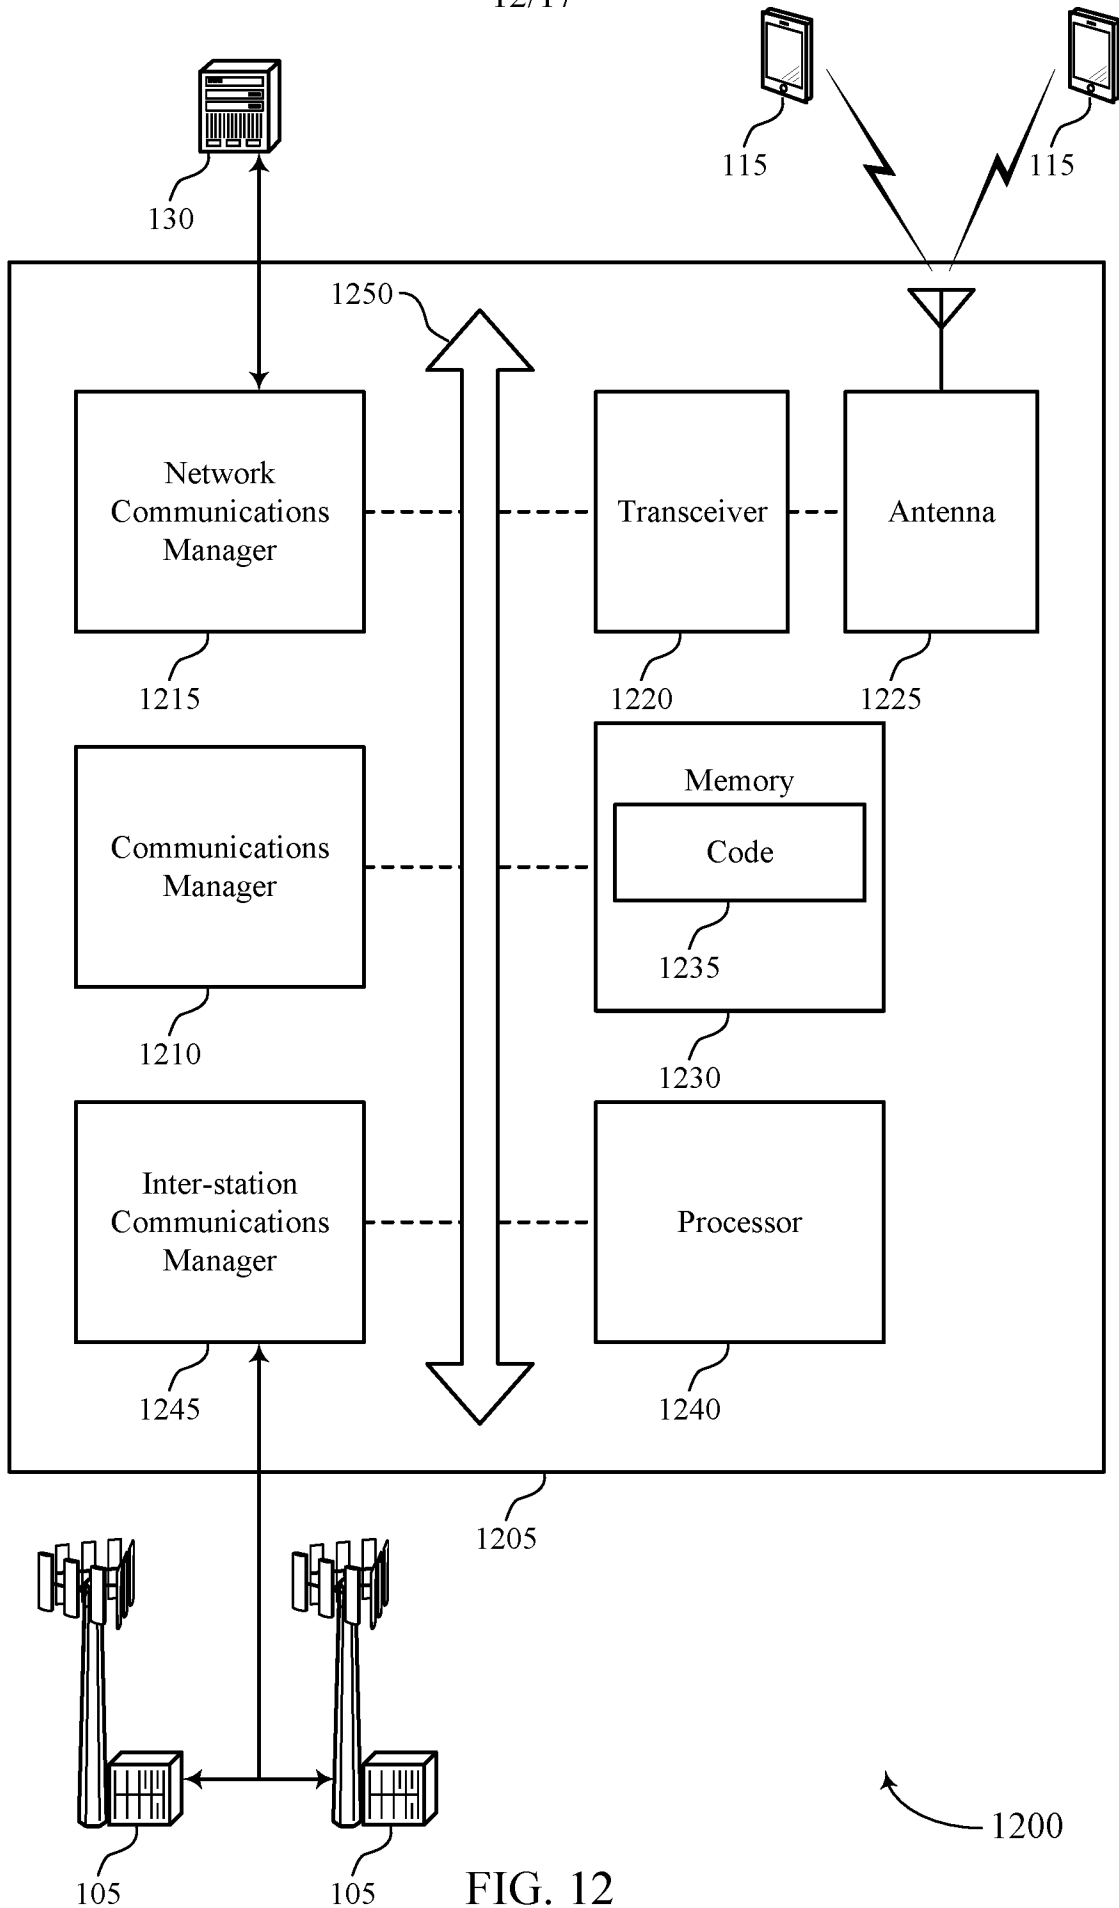 12/17
115
115
130
1250
Network
Communications
Manager
Transceiver
Antenna
1215
1220
1225
Memory
Code
Communications
Manager
1235
1210
1230
Inter-station
Communications
Manager
Processor
1245
1240
1205
1200
105
105
FIG. 12